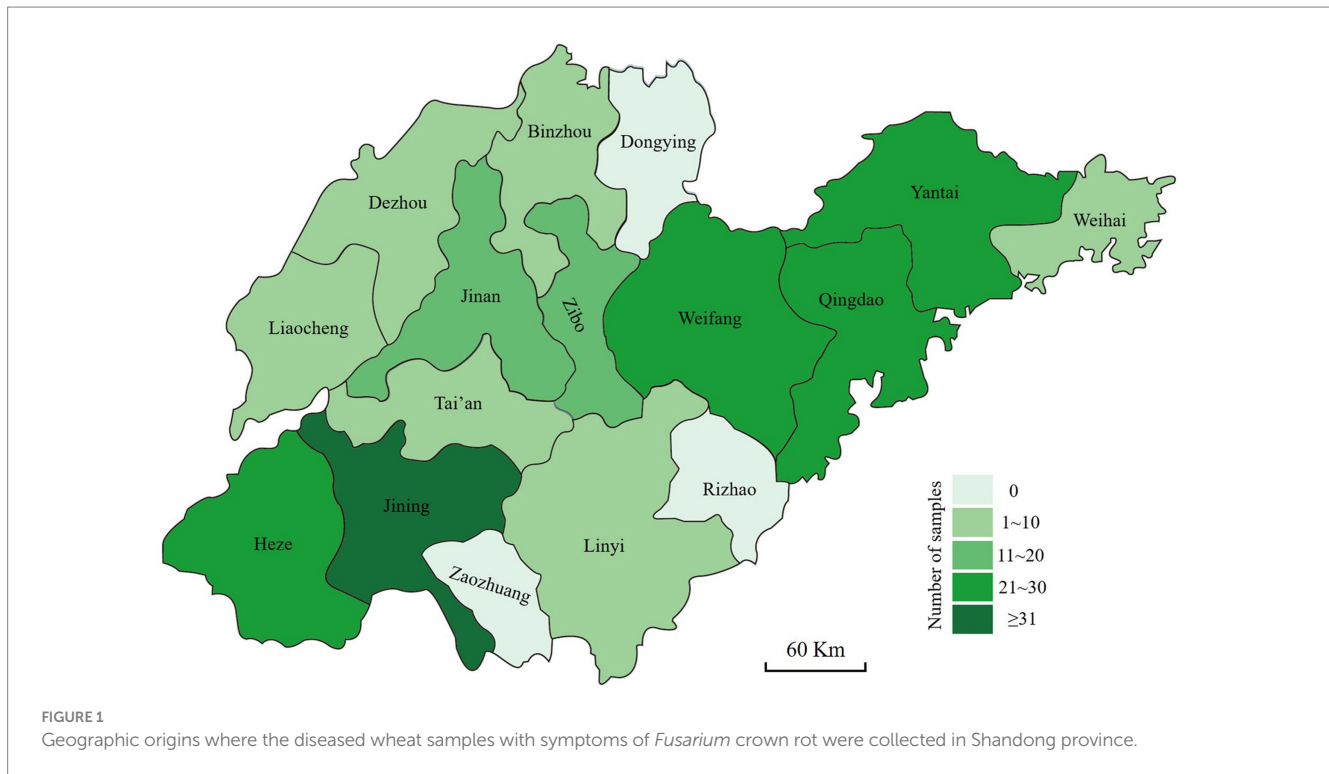 Binzhou
Dongying
Yantai
Dezhou
Weihai
Jinan
Zibo
Qingdao
Weifang
Liaocheng
Tai'an
Rizhao
Jining
Heze
Linyi
Zaozhuang
Number of samples
0
1~10
11~20
21~30
≥31
60 Km
FIGURE 1
Geographic origins where the diseased wheat samples with symptoms of Fusarium crown rot were collected in Shandong province.